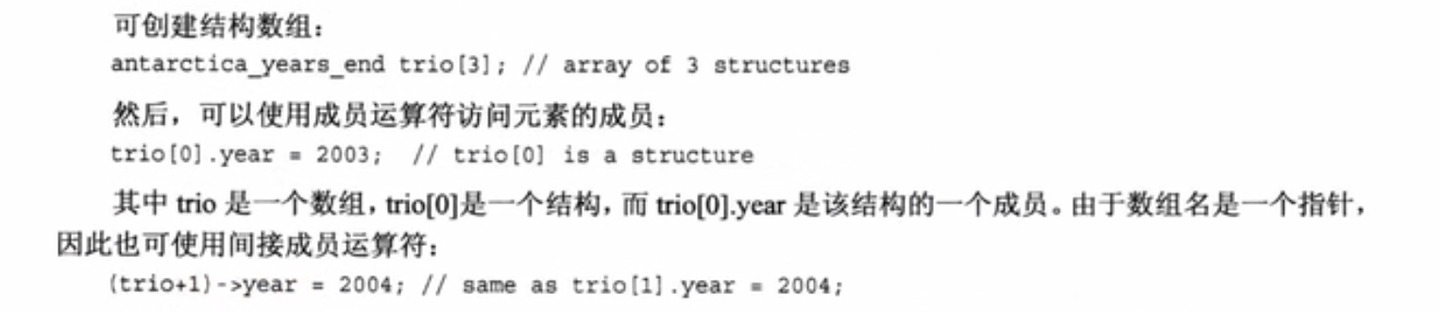 可创建结构数组：
antarctica_years_end trio[3]; // array of 3 structures
然后，可以使用成员运算符访问元素的成员：
trio[0].year = 2003;  // trio[0] is a structure
其中 trio 是一个数组，trio[0]是一个结构，而 trio[0].year 是该结构的一个成员。由于数组名是一个指针，
因此也可使用间接成员运算符：
(trio+1)->year = 2004; // same as trio[1].year = 2004;